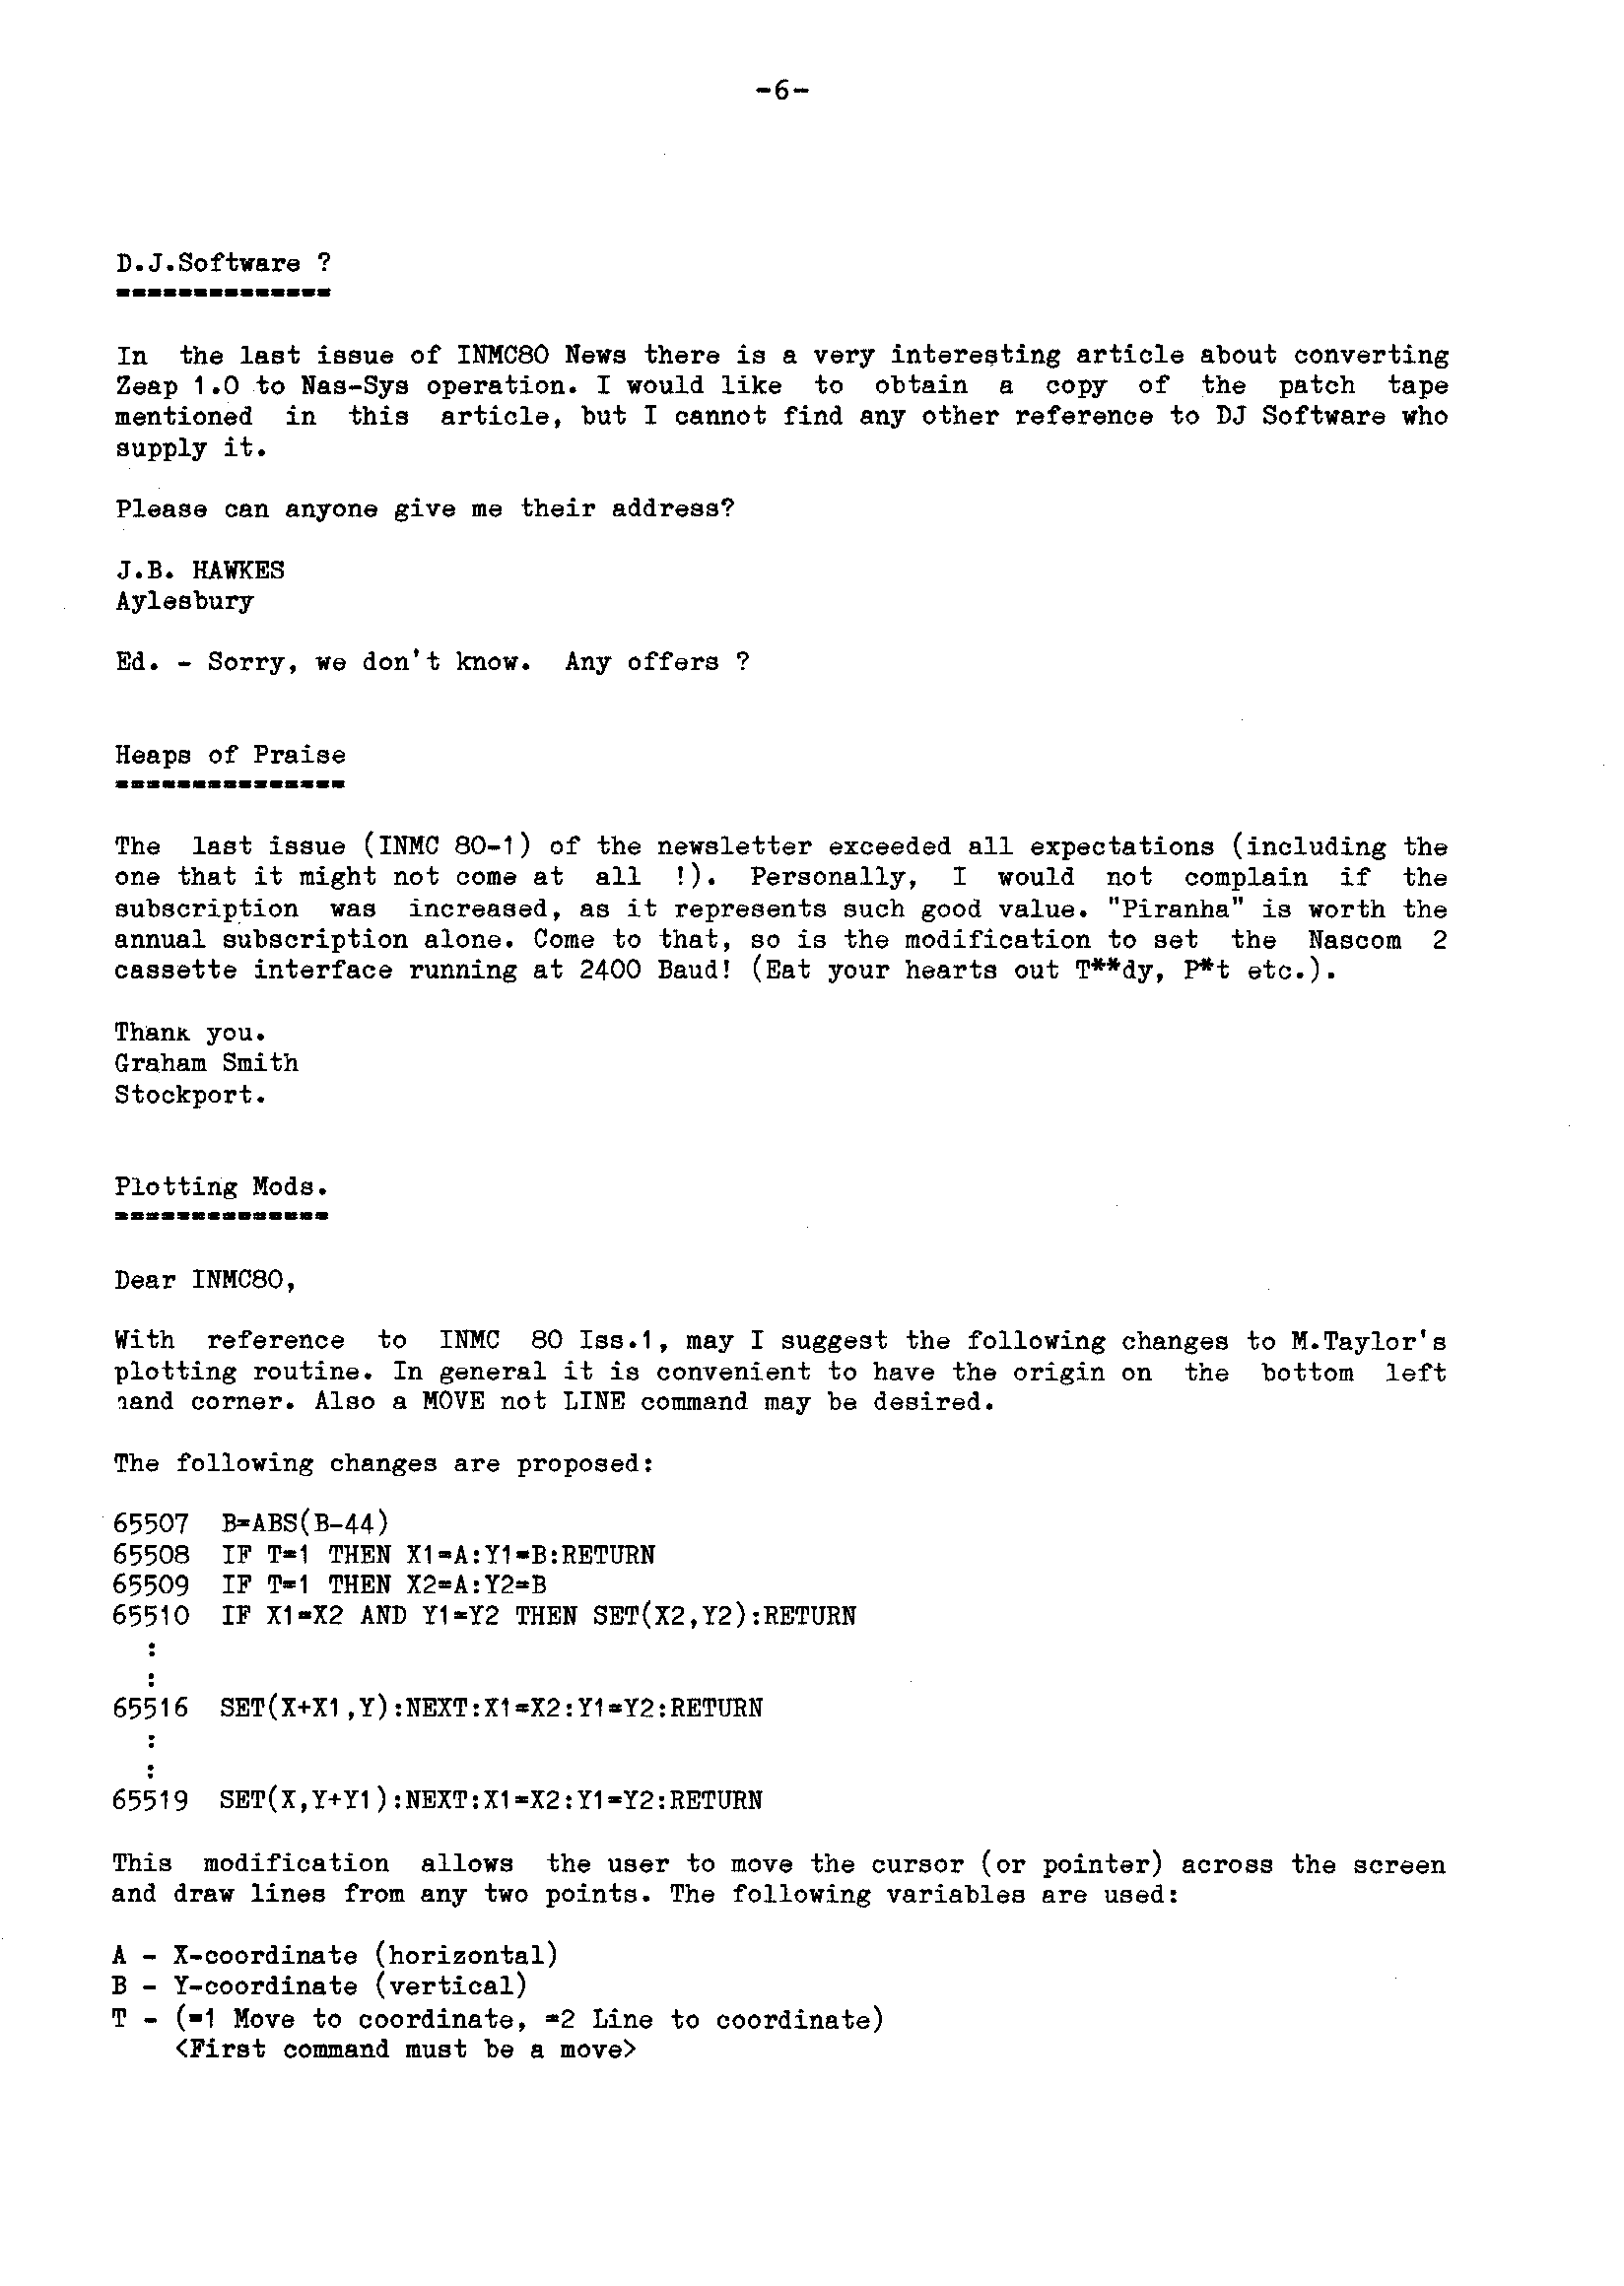 -6-
D.J.Software ?
==============
In the last issue of INMC80 News there is a very interesting article about converting
Zeap 1.0 to Nas-Sys operation. I would like to obtain a copy of the patch tape
mentioned in this article, but I cannot find any other reference to DJ Software who
supply it.
Please can anyone give me their address?
J.B. HAWKES
Aylesbury
Ed. - Sorry, we don't know. Any offers ?
Heaps of Praise
===============
The last issue (INMC 80-1) of the newsletter exceeded all expectations (including the
one that it might not come at all !). Personally, I would not complain if the
subscription was increased, as it represents such good value. "Piranha" is worth the
annual subscription alone. Come to that, so is the modification to set the Nascom 2
cassette interface running at 2400 Baud! (Eat your hearts out T**dy, P*t etc.).
Thank you.
Graham Smith
Stockport.
Plotting Mods.
==============
Dear INMC80,
With reference to INMC 80 Iss.1, may I suggest the following changes to M.Taylor's
plotting routine. In general it is convenient to have the origin on the bottom left
hand corner. Also a MOVE not LINE command may be desired.
The following changes are proposed:
65507 B=ABS(B-44)
65508 IF T=1 THEN X1=A:Y1=B:RETURN
65509 IF T=1 THEN X2=A:Y2=B
65510 IF X1=X2 AND Y1=Y2 THEN SET(X2,Y2):RETURN
:
:
65516 SET(X+X1,Y):NEXT:X1=X2:Y1=Y2:RETURN
:
:
65519 SET(X,Y+Y1):NEXT:X1=X2:Y1=Y2:RETURN
This modification allows the user to move the cursor (or pointer) across the screen
and draw lines from any two points. The following variables are used:
A - X-coordinate (horizontal)
B - Y-coordinate (vertical)
T - (=1 Move to coordinate, =2 Line to coordinate)
<First command must be a move>